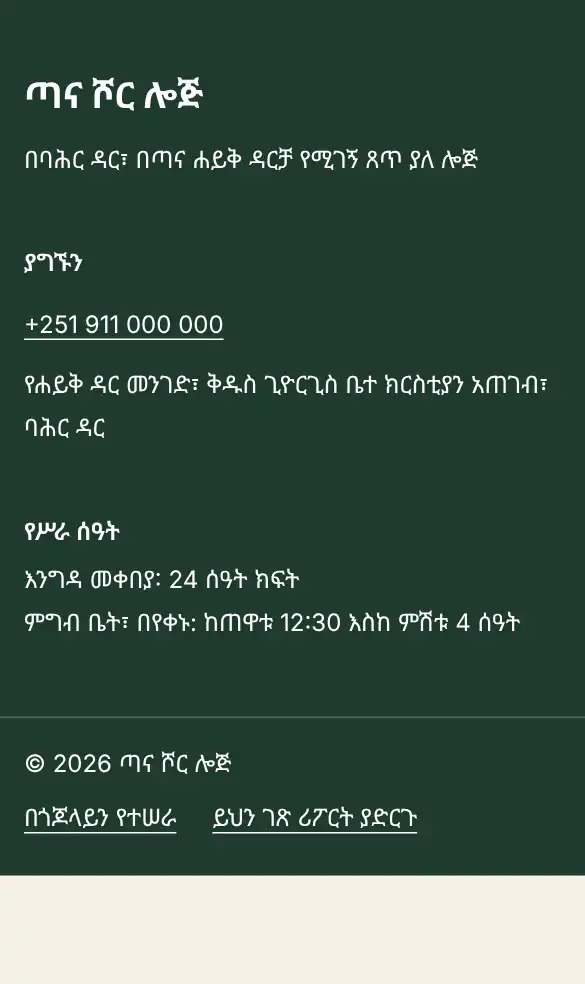 ጣና ሾር ሎጅ
በባሕር ዳር፣ በጣና ሐይቅ ዳርቻ የሚገኝ ጸጥ ያለ ሎጅ
ያግኙን
+251 911 000 000
የሐይቅ ዳር መንገድ፣ ቅዱስ ጊዮርጊስ ቤተ ክርስቲያን አጠገብ፣
ባሕር ዳር
የሥራ ሰዓት
እንግዳ መቀበያ: 24 ሰዓት ክፍት
ምግብ ቤት፣ በየቀኑ: ከጠዋቱ 12:30 እስከ ምሽቱ 4 ሰዓት
© 2026 ጣና ሾር ሎጅ
በጎጆላይን የተሠራ ይህን ገጽ ሪፖርት ያድርጉ